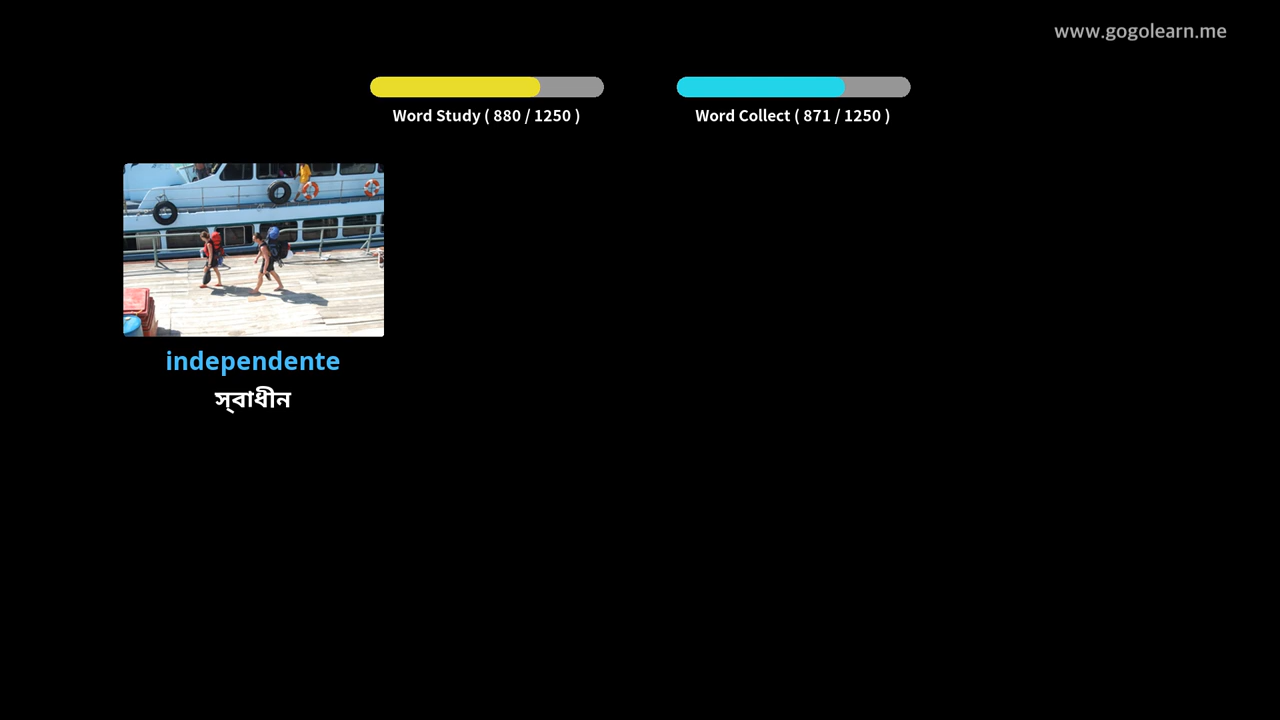 www.gogolearn.me
Word Study ( 880 / 1250 )
Word Collect ( 871 / 1250 )
independente
স্বাধীন